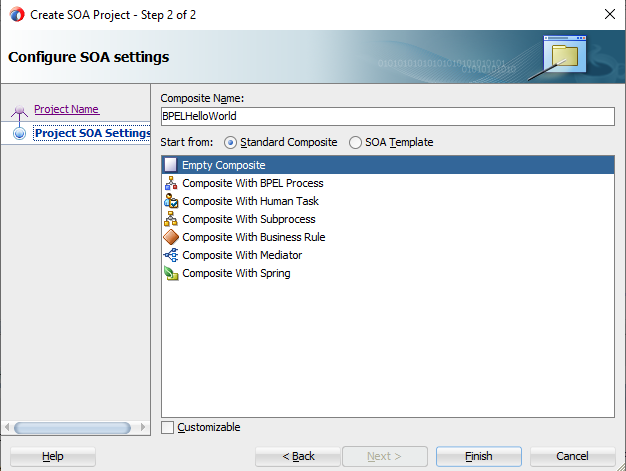 Create SOA Project - Step 2 of 2
Configure SOA settings
Project Name
Project SOA Settings
Composite Name:
BPELHelloWorld
Start from: Standard Composite SOA Template
Empty Composite
Composite With BPEL Process
Composite With Human Task
Composite With Subprocess
Composite With Business Rule
Composite With Mediator
Composite With Spring
Customizable
Help < Back Next > Finish Cancel